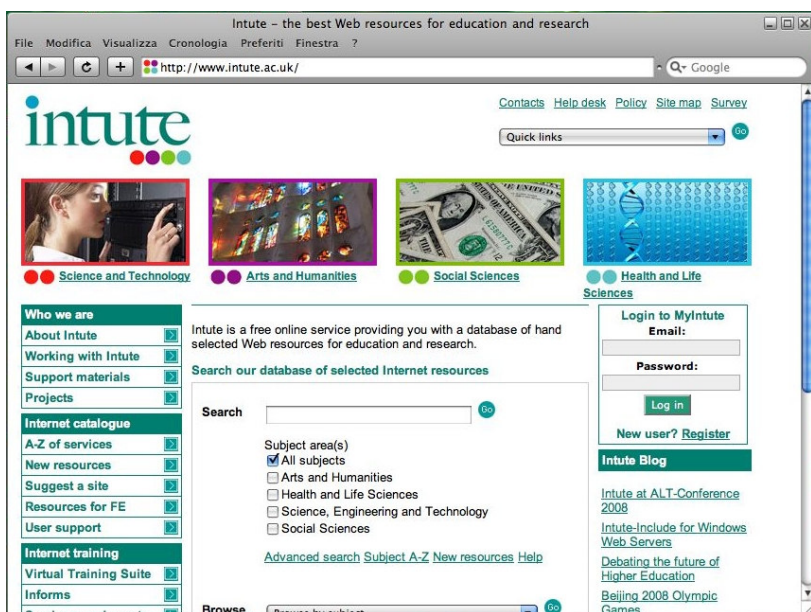 Intute – the best Web resources for education and research
File Modifica Visualizza Cronologia Preferiti Finestra ?
http://www.intute.ac.uk/
Google
intute
Contacts Help desk Policy Site map Survey
Quick links
Go
Science and Technology
Arts and Humanities
Social Sciences
Health and Life
Sciences
Who we are
About Intute
Working with Intute
Support materials
Projects
Internet catalogue
A-Z of services
New resources
Suggest a site
Resources for FE
User support
Internet training
Virtual Training Suite
Informs
Intute is a free online service providing you with a database of hand
selected Web resources for education and research.
Search our database of selected Internet resources
Search
Go
Subject area(s)
All subjects
Arts and Humanities
Health and Life Sciences
Science, Engineering and Technology
Social Sciences
Advanced search Subject A-Z New resources Help
Browse
Browse by subject
Go
Login to MyIntute
Email:
Password:
Log in
New user? Register
Intute Blog
Intute at ALT-Conference
2008
Intute-Include for Windows
Web Servers
Debating the future of
Higher Education
Beijing 2008 Olympic
Games